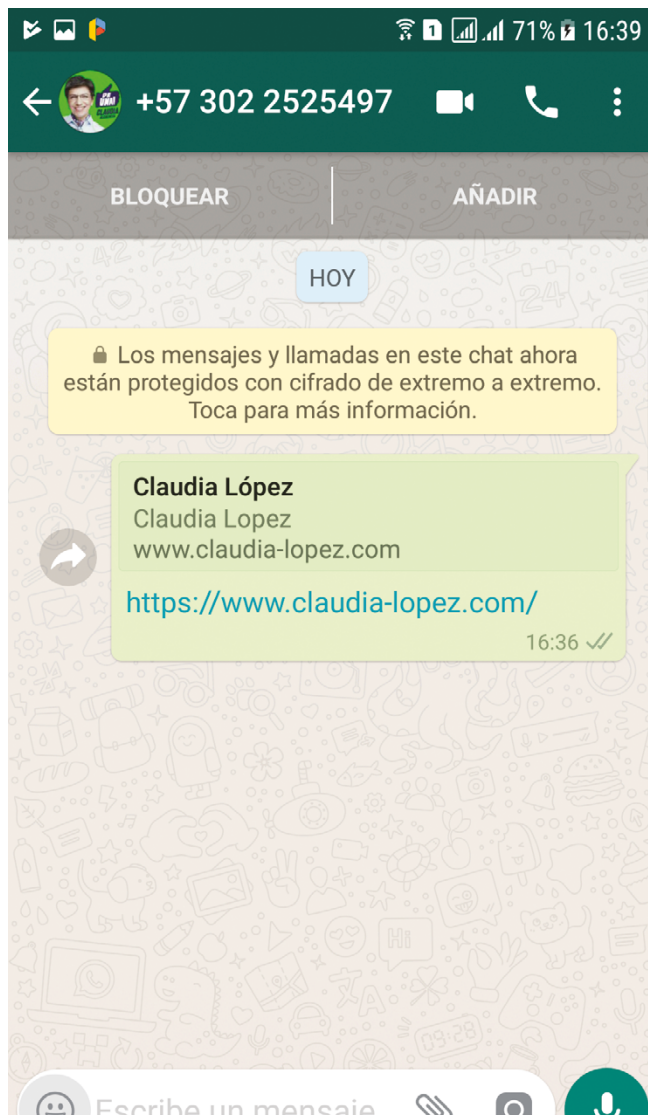 71% 16:39
+57 302 2525497
BLOQUEAR AÑADIR
HOY
Los mensajes y llamadas en este chat ahora
están protegidos con cifrado de extremo a extremo.
Toca para más información.
Claudia López
Claudia Lopez
www.claudia-lopez.com
https://www.claudia-lopez.com/
16:36
Escribe un mensaje